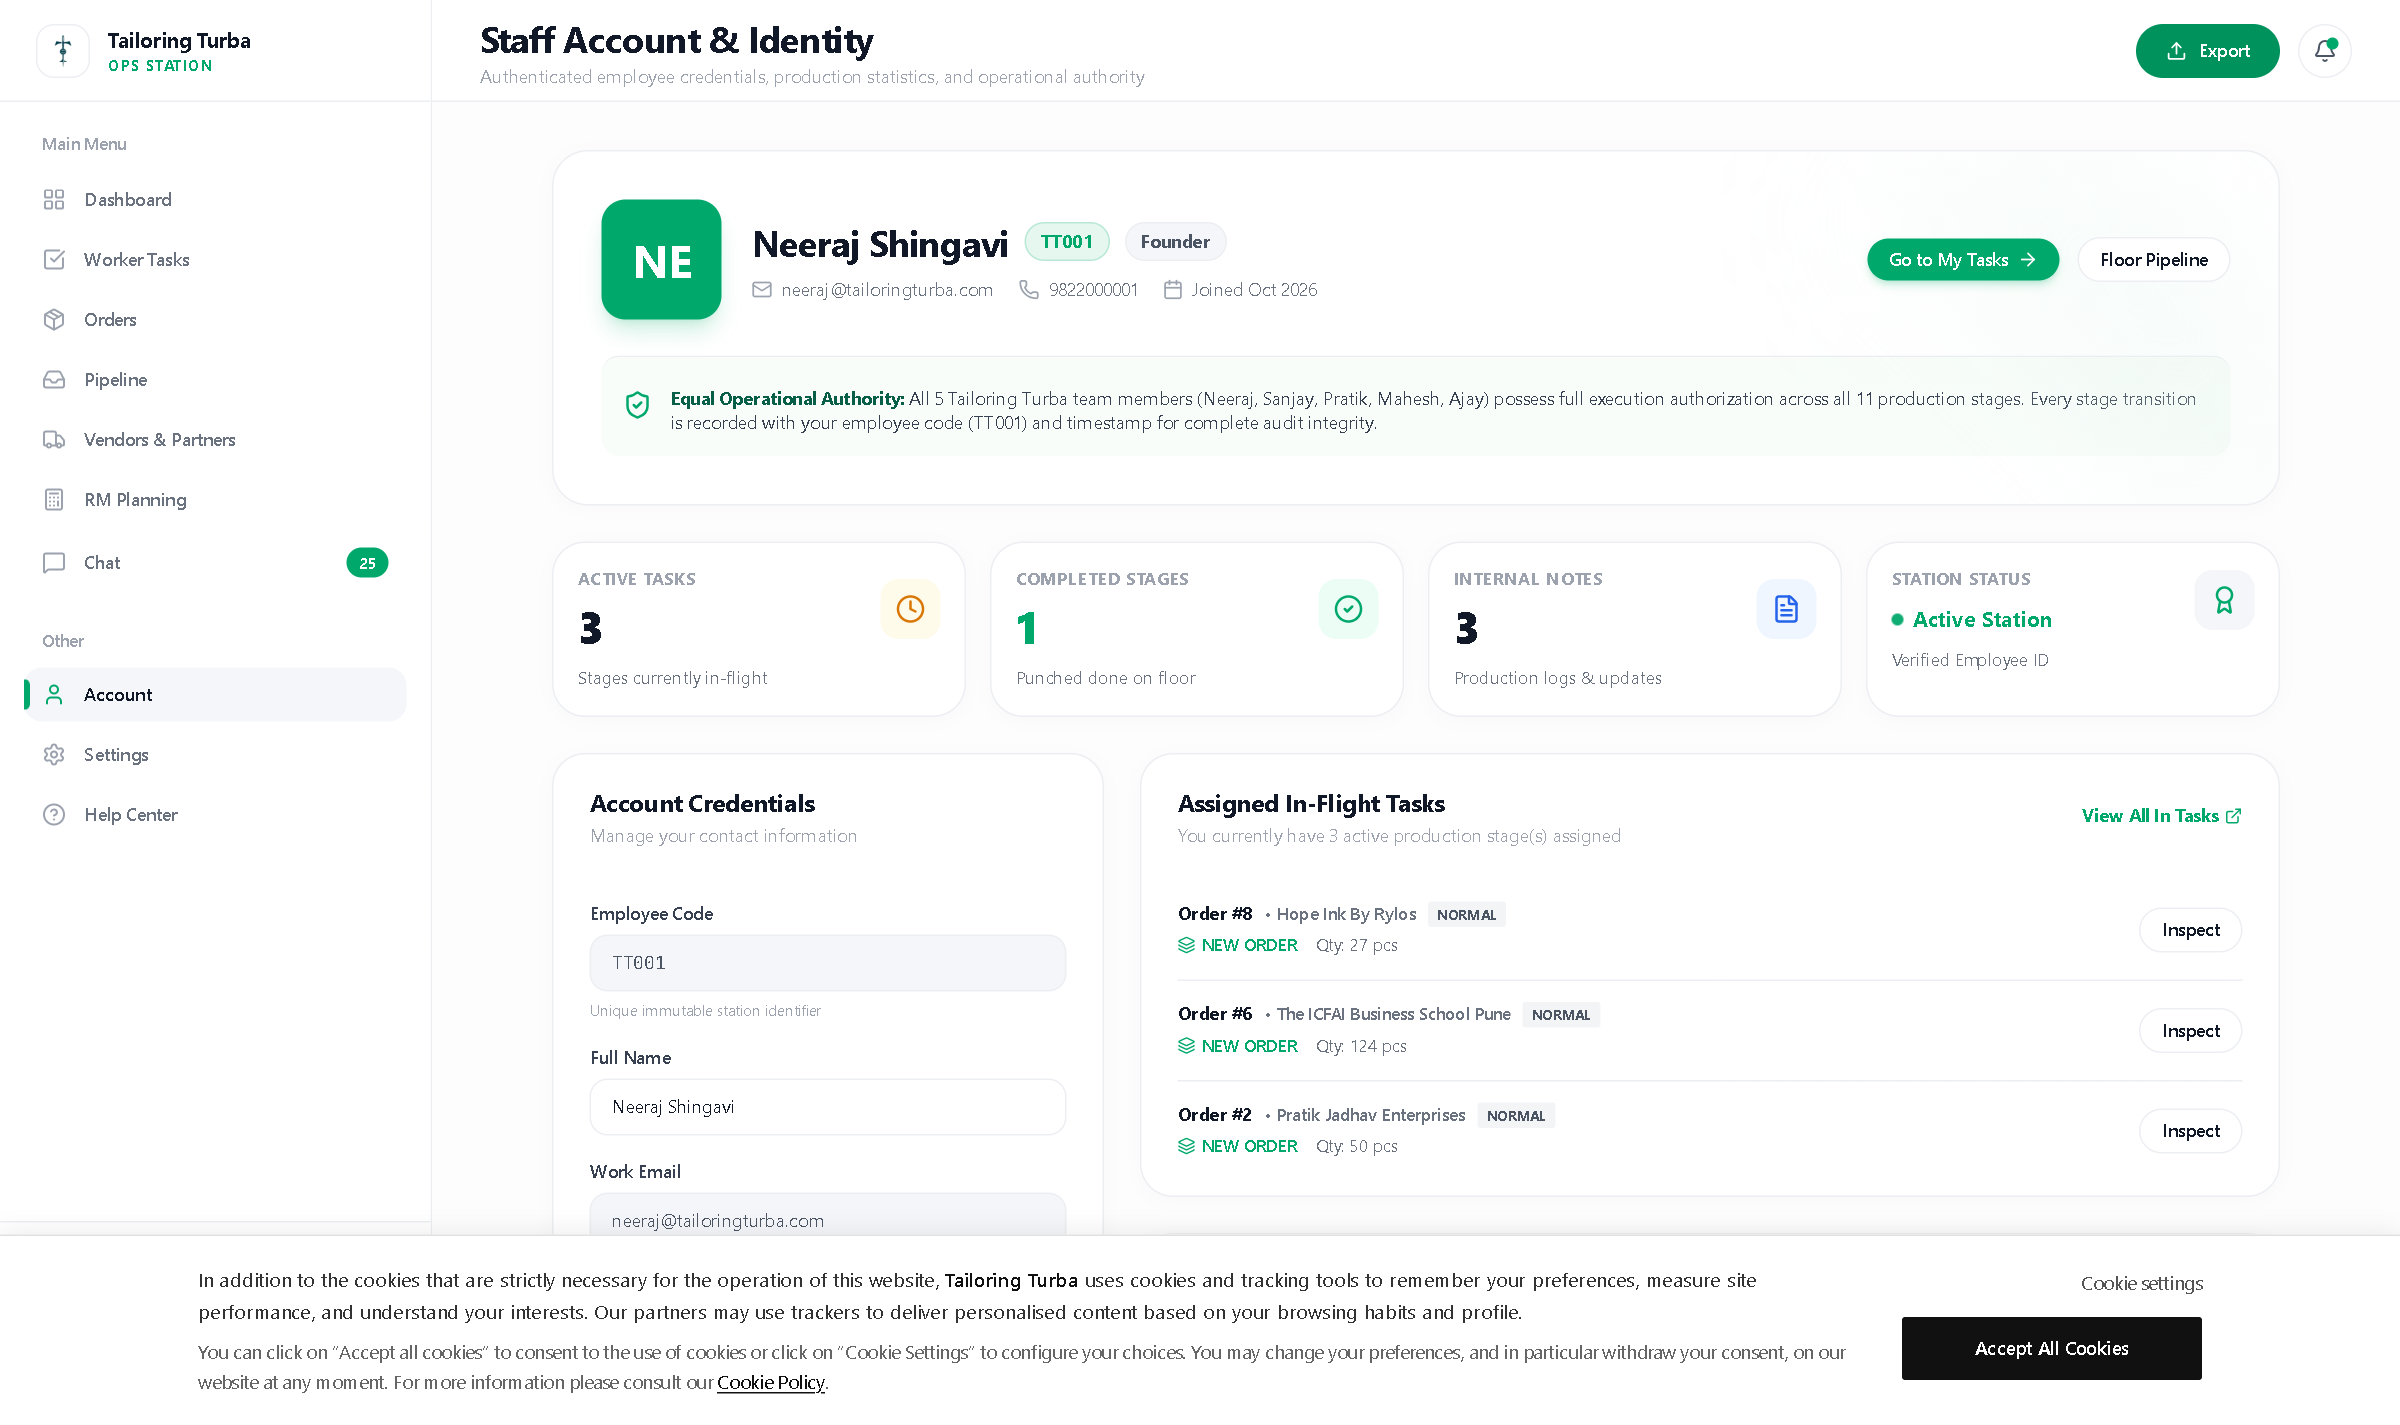 Tailoring Turba
OPS STATION
Main Menu
Dashboard
Worker Tasks
Orders
Pipeline
Vendors & Partners
RM Planning
Chat 25
Other
Account
Settings
Help Center
Staff Account & Identity
Authenticated employee credentials, production statistics, and operational authority
Export
NE
Neeraj Shingavi TT001 Founder
neeraj@tailoringturba.com 9822000001 Joined Oct 2026
Go to My Tasks
Floor Pipeline
Equal Operational Authority: All 5 Tailoring Turba team members (Neeraj, Sanjay, Pratik, Mahesh, Ajay) possess full execution authorization across all 11 production stages. Every stage transition
is recorded with your employee code (TT001) and timestamp for complete audit integrity.
ACTIVE TASKS
3
Stages currently in-flight
COMPLETED STAGES
1
Punched done on floor
INTERNAL NOTES
3
Production logs & updates
STATION STATUS
Active Station
Verified Employee ID
Account Credentials
Manage your contact information
Employee Code
TT001
Unique immutable station identifier
Full Name
Neeraj Shingavi
Work Email
neeraj@tailoringturba.com
Assigned In-Flight Tasks
You currently have 3 active production stage(s) assigned
View All In Tasks
Order #8 • Hope Ink By Rylos NORMAL
NEW ORDER Qty: 27 pcs
Inspect
Order #6 • The ICFAI Business School Pune NORMAL
NEW ORDER Qty: 124 pcs
Inspect
Order #2 • Pratik Jadhav Enterprises NORMAL
NEW ORDER Qty: 50 pcs
Inspect
In addition to the cookies that are strictly necessary for the operation of this website, Tailoring Turba uses cookies and tracking tools to remember your preferences, measure site
performance, and understand your interests. Our partners may use trackers to deliver personalised content based on your browsing habits and profile.
You can click on "Accept all cookies" to consent to the use of cookies or click on "Cookie Settings" to configure your choices. You may change your preferences, and in particular withdraw your consent, on our
website at any moment. For more information please consult our Cookie Policy.
Cookie settings
Accept All Cookies